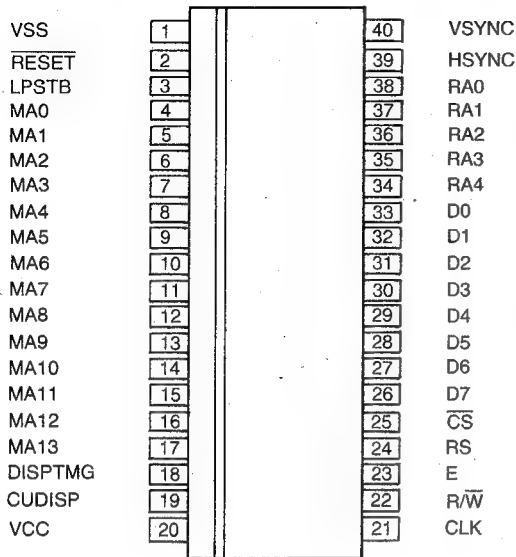 VSS 1 40 VSYNC
RESET 2 39 HSYNC
LPSTB 3 38 RA0
MA0 4 37 RA1
MA1 5 36 RA2
MA2 6 35 RA3
MA3 7 34 RA4
MA4 8 33 D0
MA5 9 32 D1
MA6 10 31 D2
MA7 11 30 D3
MA8 12 29 D4
MA9 13 28 D5
MA10 14 27 D6
MA11 15 26 D7
MA12 16 25 CS
MA13 17 24 RS
DISPTMG 18 23 E
CUDISP 19 22 R/W
VCC 20 21 CLK